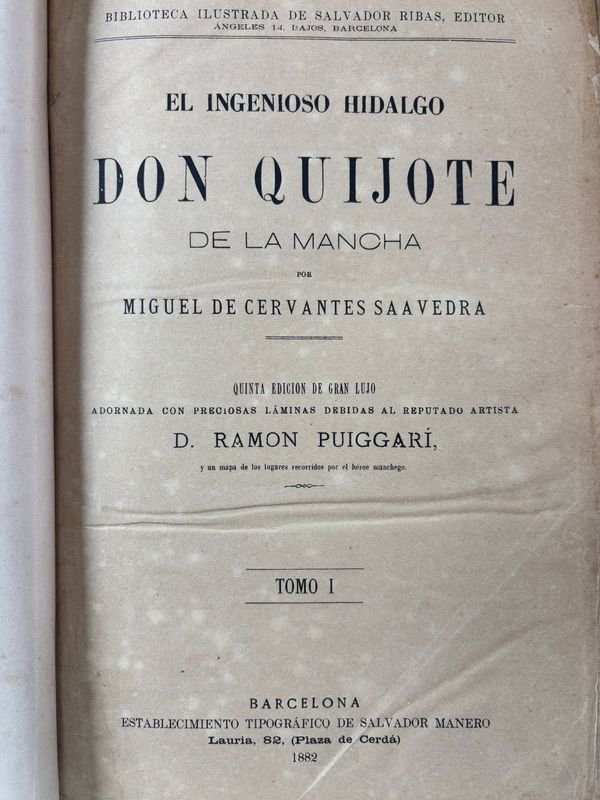 BIBLIOTECA ILUSTRADA DE SALVADOR RIBAS, EDITOR
ÁNGELES 14, BAJOS, BARCELONA
EL INGENIOSO HIDALGO
DON QUIJOTE
DE LA MANCHA
POR
MIGUEL DE CERVANTES SAAVEDRA
QUINTA EDICION DE GRAN LUJO
ADORNADA CON PRECIOSAS LÁMINAS DEBIDAS AL REPUTADO ARTISTA
D. RAMON PUIGGARÍ,
y un mapa de los lugares recorridos por el héroe manchego.
TOMO I
BARCELONA
ESTABLECIMIENTO TIPOGRÁFICO DE SALVADOR MANERO
Lauria, 82, (Plaza de Cerdá)
1882